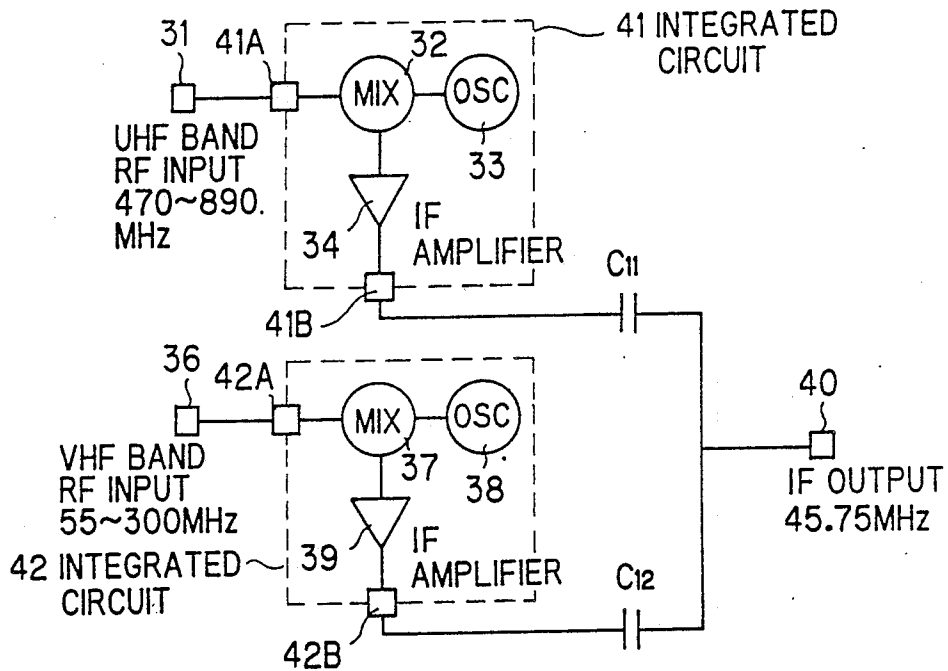 41 INTEGRATED
CIRCUIT
31
41A
32
MIX
OSC
33
UHF BAND
RF INPUT
470~890.
MHz
34
IF
AMPLIFIER
41B
C11
36
42A
MIX
OSC
37
38
40
VHF BAND
RF INPUT
55~300MHz
IF OUTPUT
45.75MHz
39
IF
AMPLIFIER
42 INTEGRATED
CIRCUIT
42B
C12